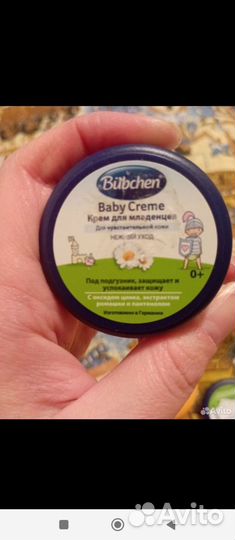 Bübchen
Baby Creme
Крем для младенцев
Для чувствительной кожи
НЕЖНЫЙ УХОД
0+
Под подгузник, защищает и
успокаивает кожу
С оксидом цинка, экстрактом
ромашки и пантенолом
Изготовлено в Германии
Avito
Avito